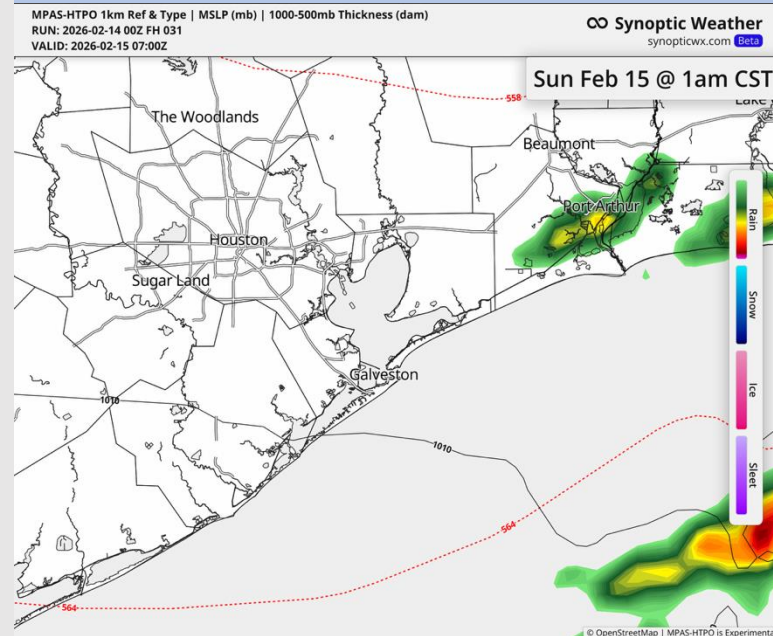 MPAS-HTPO 1km Ref & Type | MSLP (mb) | 1000-500mb Thickness (dam)
RUN: 2026-02-14 00Z FH 031
VALID: 2026-02-15 07:00Z
Synoptic Weather
synopticwx.com Beta
Sun Feb 15 @ 1am CST
558
Lake
The Woodlands
Beaumont
Port Arthur
Rain
Houston
Sugar Land
Snow
Galveston
Ice
1010
1010
Sleet
564
564
© OpenStreetMap | MPAS-HTPO is Experimenta